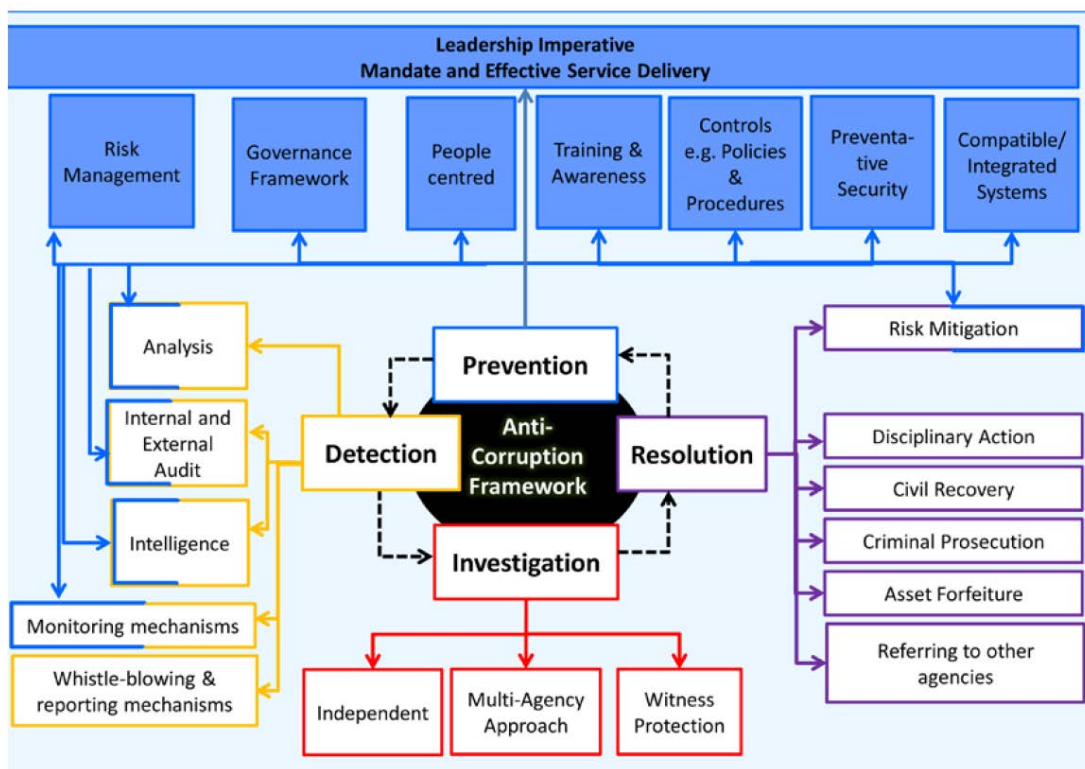 Leadership Imperative
Mandate and Effective Service Delivery
Risk
Management
Governance
Framework
People
centred
Training &
Awareness
Controls
e.g. Policies
&
Procedures
Preventa-
tive
Security
Compatible/
Integrated
Systems
Analysis
Internal and
External
Audit
Intelligence
Monitoring mechanisms
Whistle-blowing &
reporting mechanisms
Prevention
Detection
Anti-
Corruption
Framework
Resolution
Investigation
Independent
Multi-Agency
Approach
Witness
Protection
Risk Mitigation
Disciplinary Action
Civil Recovery
Criminal Prosecution
Asset Forfeiture
Referring to other
agencies